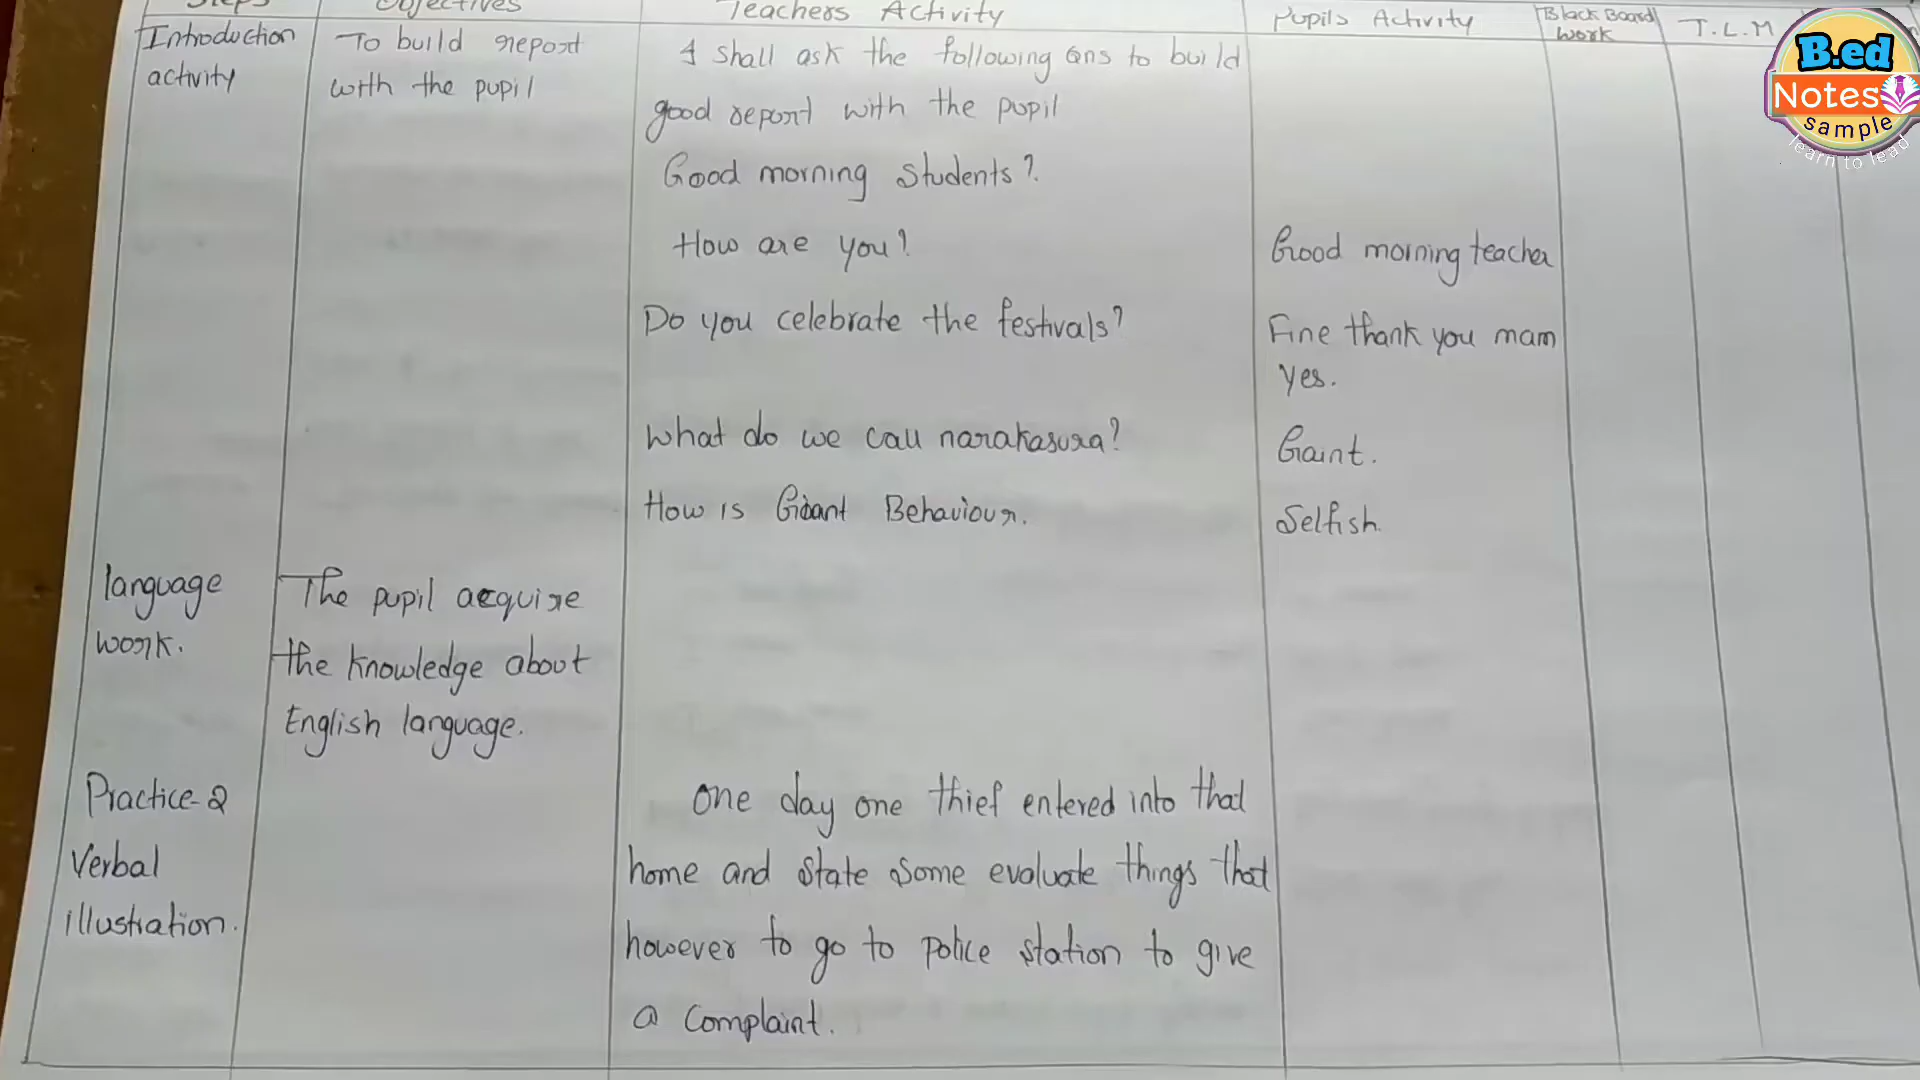 Steps Objectives Teachers Activity Pupils Activity Black Board work T.L.M
Introduction activity
To build report with the pupil
I shall ask the following Qns to build
good report with the pupil
Good morning students?
How are you?
Good morning teacher
Do you celebrate the festivals?
Fine thank you mam
yes.
What do we call narakasura?
Gaint.
How is Giant Behaviour.
Selfish.
language
work.
The pupil acquire
the knowledge about
English language.
Practice-2
Verbal
illustration.
One day one thief entered into that
home and state some evaluate things that
however to go to police station to give
a complaint.
B.ed
Notes
sample
learn to lead